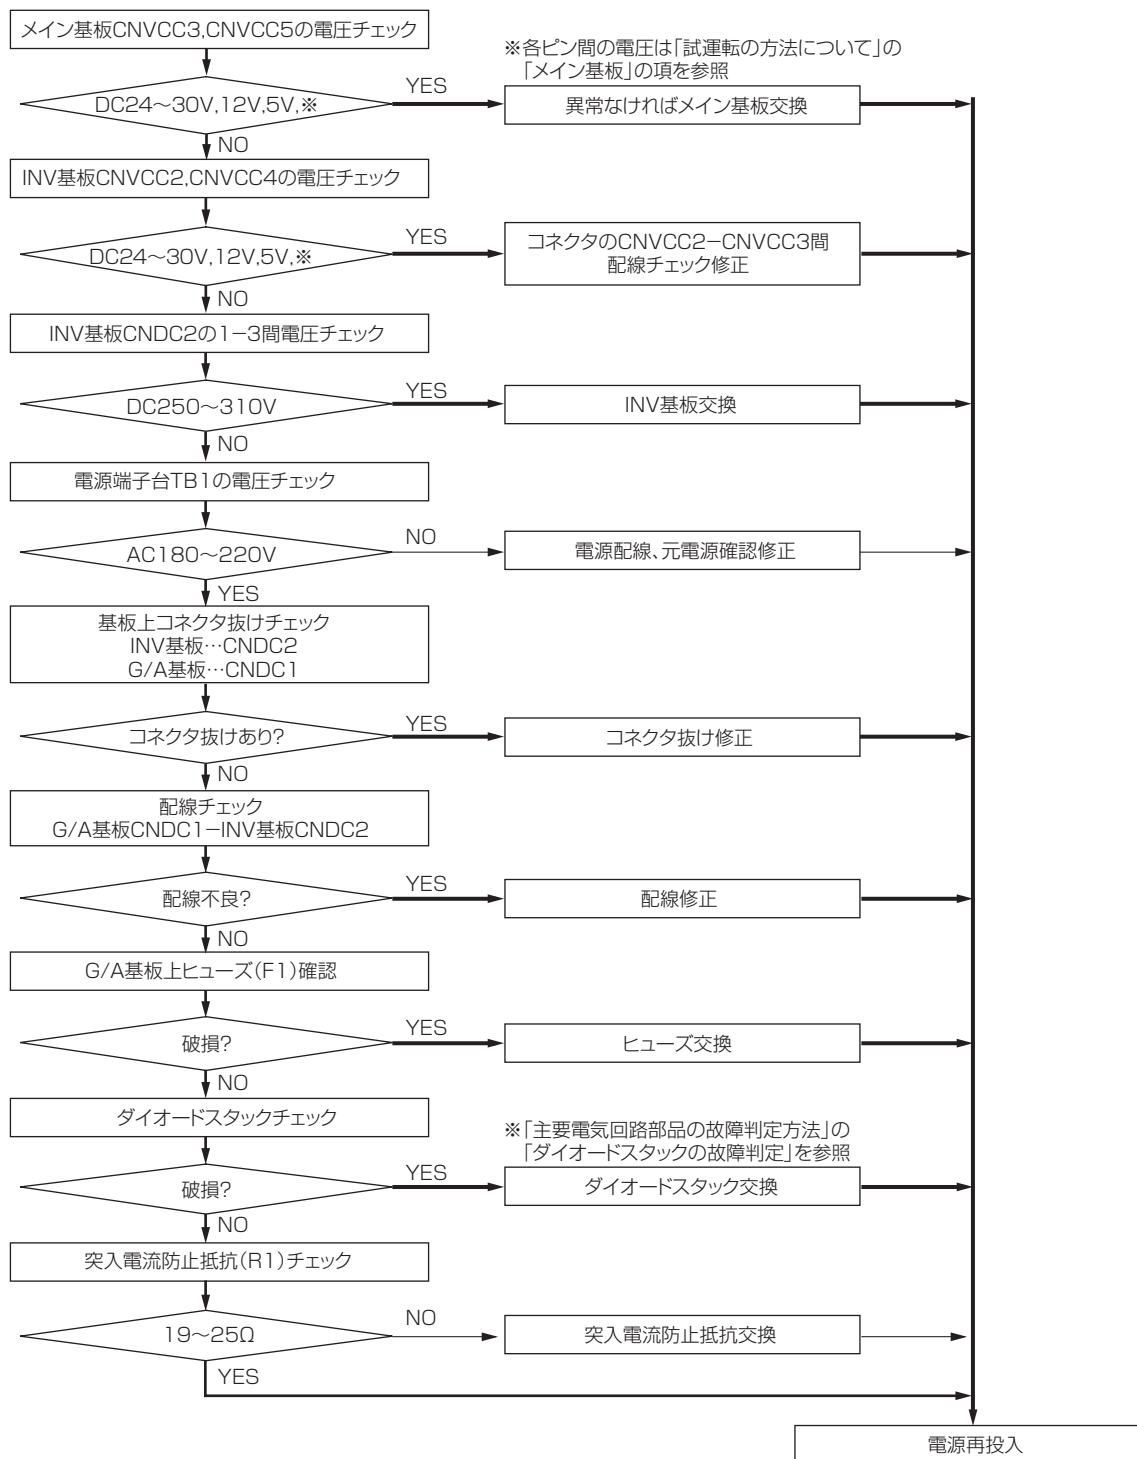 メイン基板CNVCC3,CNVCC5の電圧チェック
※各ピン間の電圧は「試運転の方法について」の
「メイン基板」の項を参照
DC24～30V,12V,5V,※
YES
異常なければメイン基板交換
NO
INV基板CNVCC2,CNVCC4の電圧チェック
DC24～30V,12V,5V,※
YES
コネクタのCNVCC2−CNVCC3間
配線チェック修正
NO
INV基板CNDC2の1−3間電圧チェック
DC250～310V
YES
INV基板交換
NO
電源端子台TB1の電圧チェック
AC180～220V
NO
電源配線、元電源確認修正
YES
基板上コネクタ抜けチェック
INV基板…CNDC2
G/A基板…CNDC1
コネクタ抜けあり?
YES
コネクタ抜け修正
NO
配線チェック
G/A基板CNDC1−INV基板CNDC2
配線不良?
YES
配線修正
NO
G/A基板上ヒューズ(F1)確認
破損?
YES
ヒューズ交換
NO
ダイオードスタックチェック
※「主要電気回路部品の故障判定方法」の
「ダイオードスタックの故障判定」を参照
破損?
YES
ダイオードスタック交換
NO
突入電流防止抵抗(R1)チェック
19～25Ω
NO
突入電流防止抵抗交換
YES
電源再投入